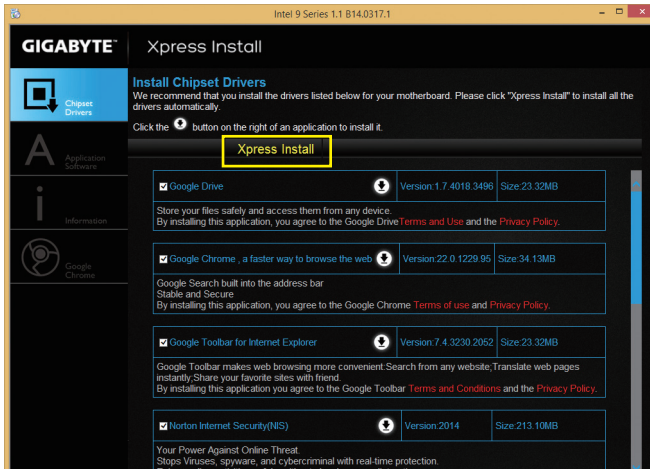 Intel 9 Series 1.1 B14.0317.1
GIGABYTE™
Xpress Install
Chipset
Drivers
Application
Software
Information
Google
Chrome
Install Chipset Drivers
We recommend that you install the drivers listed below for your motherboard. Please click "Xpress Install" to install all the
drivers automatically.
Click the button on the right of an application to install it.
Xpress Install
Google Drive Version:1.7.4018.3496 Size:23.32MB
Store your files safely and access them from any device.
By installing this application, you agree to the Google DriveTerms and Use and the Privacy Policy.
Google Chrome , a faster way to browse the web Version:22.0.1229.95 Size:34.13MB
Google Search built into the address bar
Stable and Secure
By installing this application, you agree to the Google Chrome Terms of use and Privacy Policy.
Google Toolbar for Internet Explorer Version:7.4.3230.2052 Size:23.32MB
Google Toolbar makes web browsing more convenient:Search from any website;Translate web pages
instantly;Share your favorite sites with friend.
By installing this application you agree to the Google Toolbar Terms and Conditions and the Privacy Policy.
Norton Internet Security(NIS) Version:2014 Size:213.10MB
Your Power Against Online Threat.
Stops Viruses, spyware, and cybercriminal with real-time protection.